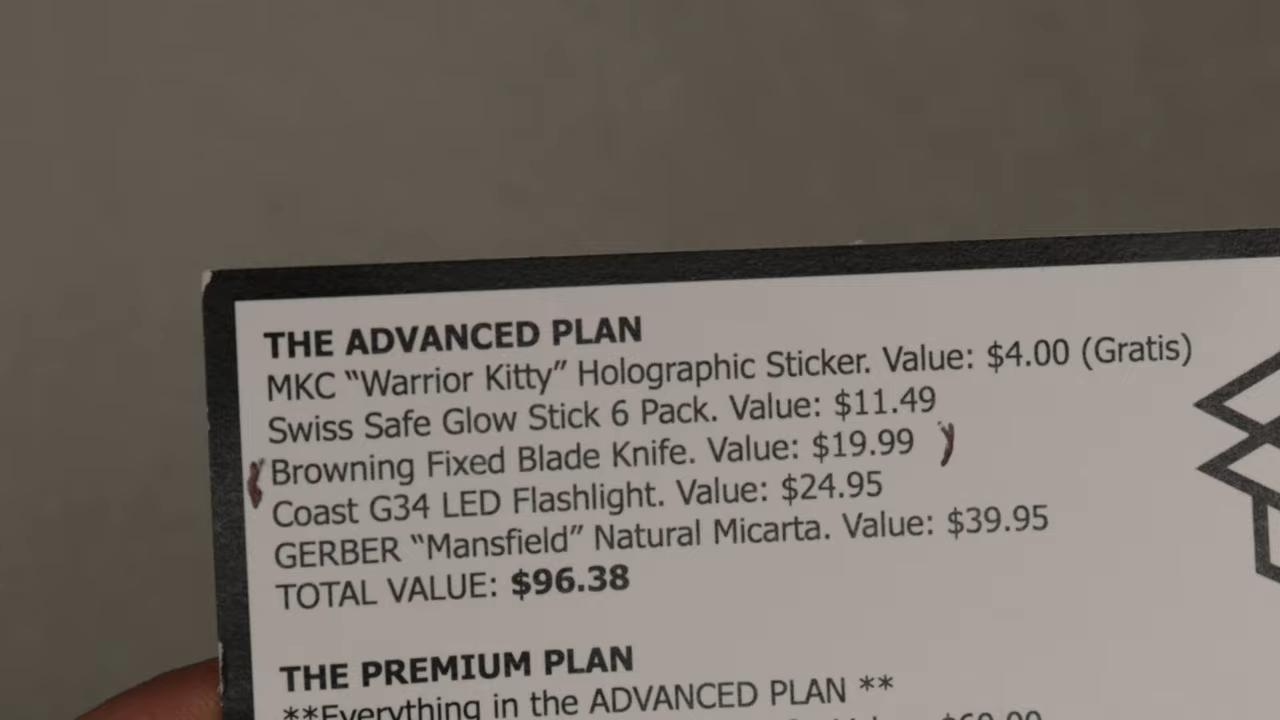 THE ADVANCED PLAN
MKC “Warrior Kitty” Holographic Sticker. Value: $4.00 (Gratis)
Swiss Safe Glow Stick 6 Pack. Value: $11.49
Browning Fixed Blade Knife. Value: $19.99
Coast G34 LED Flashlight. Value: $24.95
GERBER “Mansfield” Natural Micarta. Value: $39.95
TOTAL VALUE: $96.38
THE PREMIUM PLAN
**Everything in the ADVANCED PLAN **